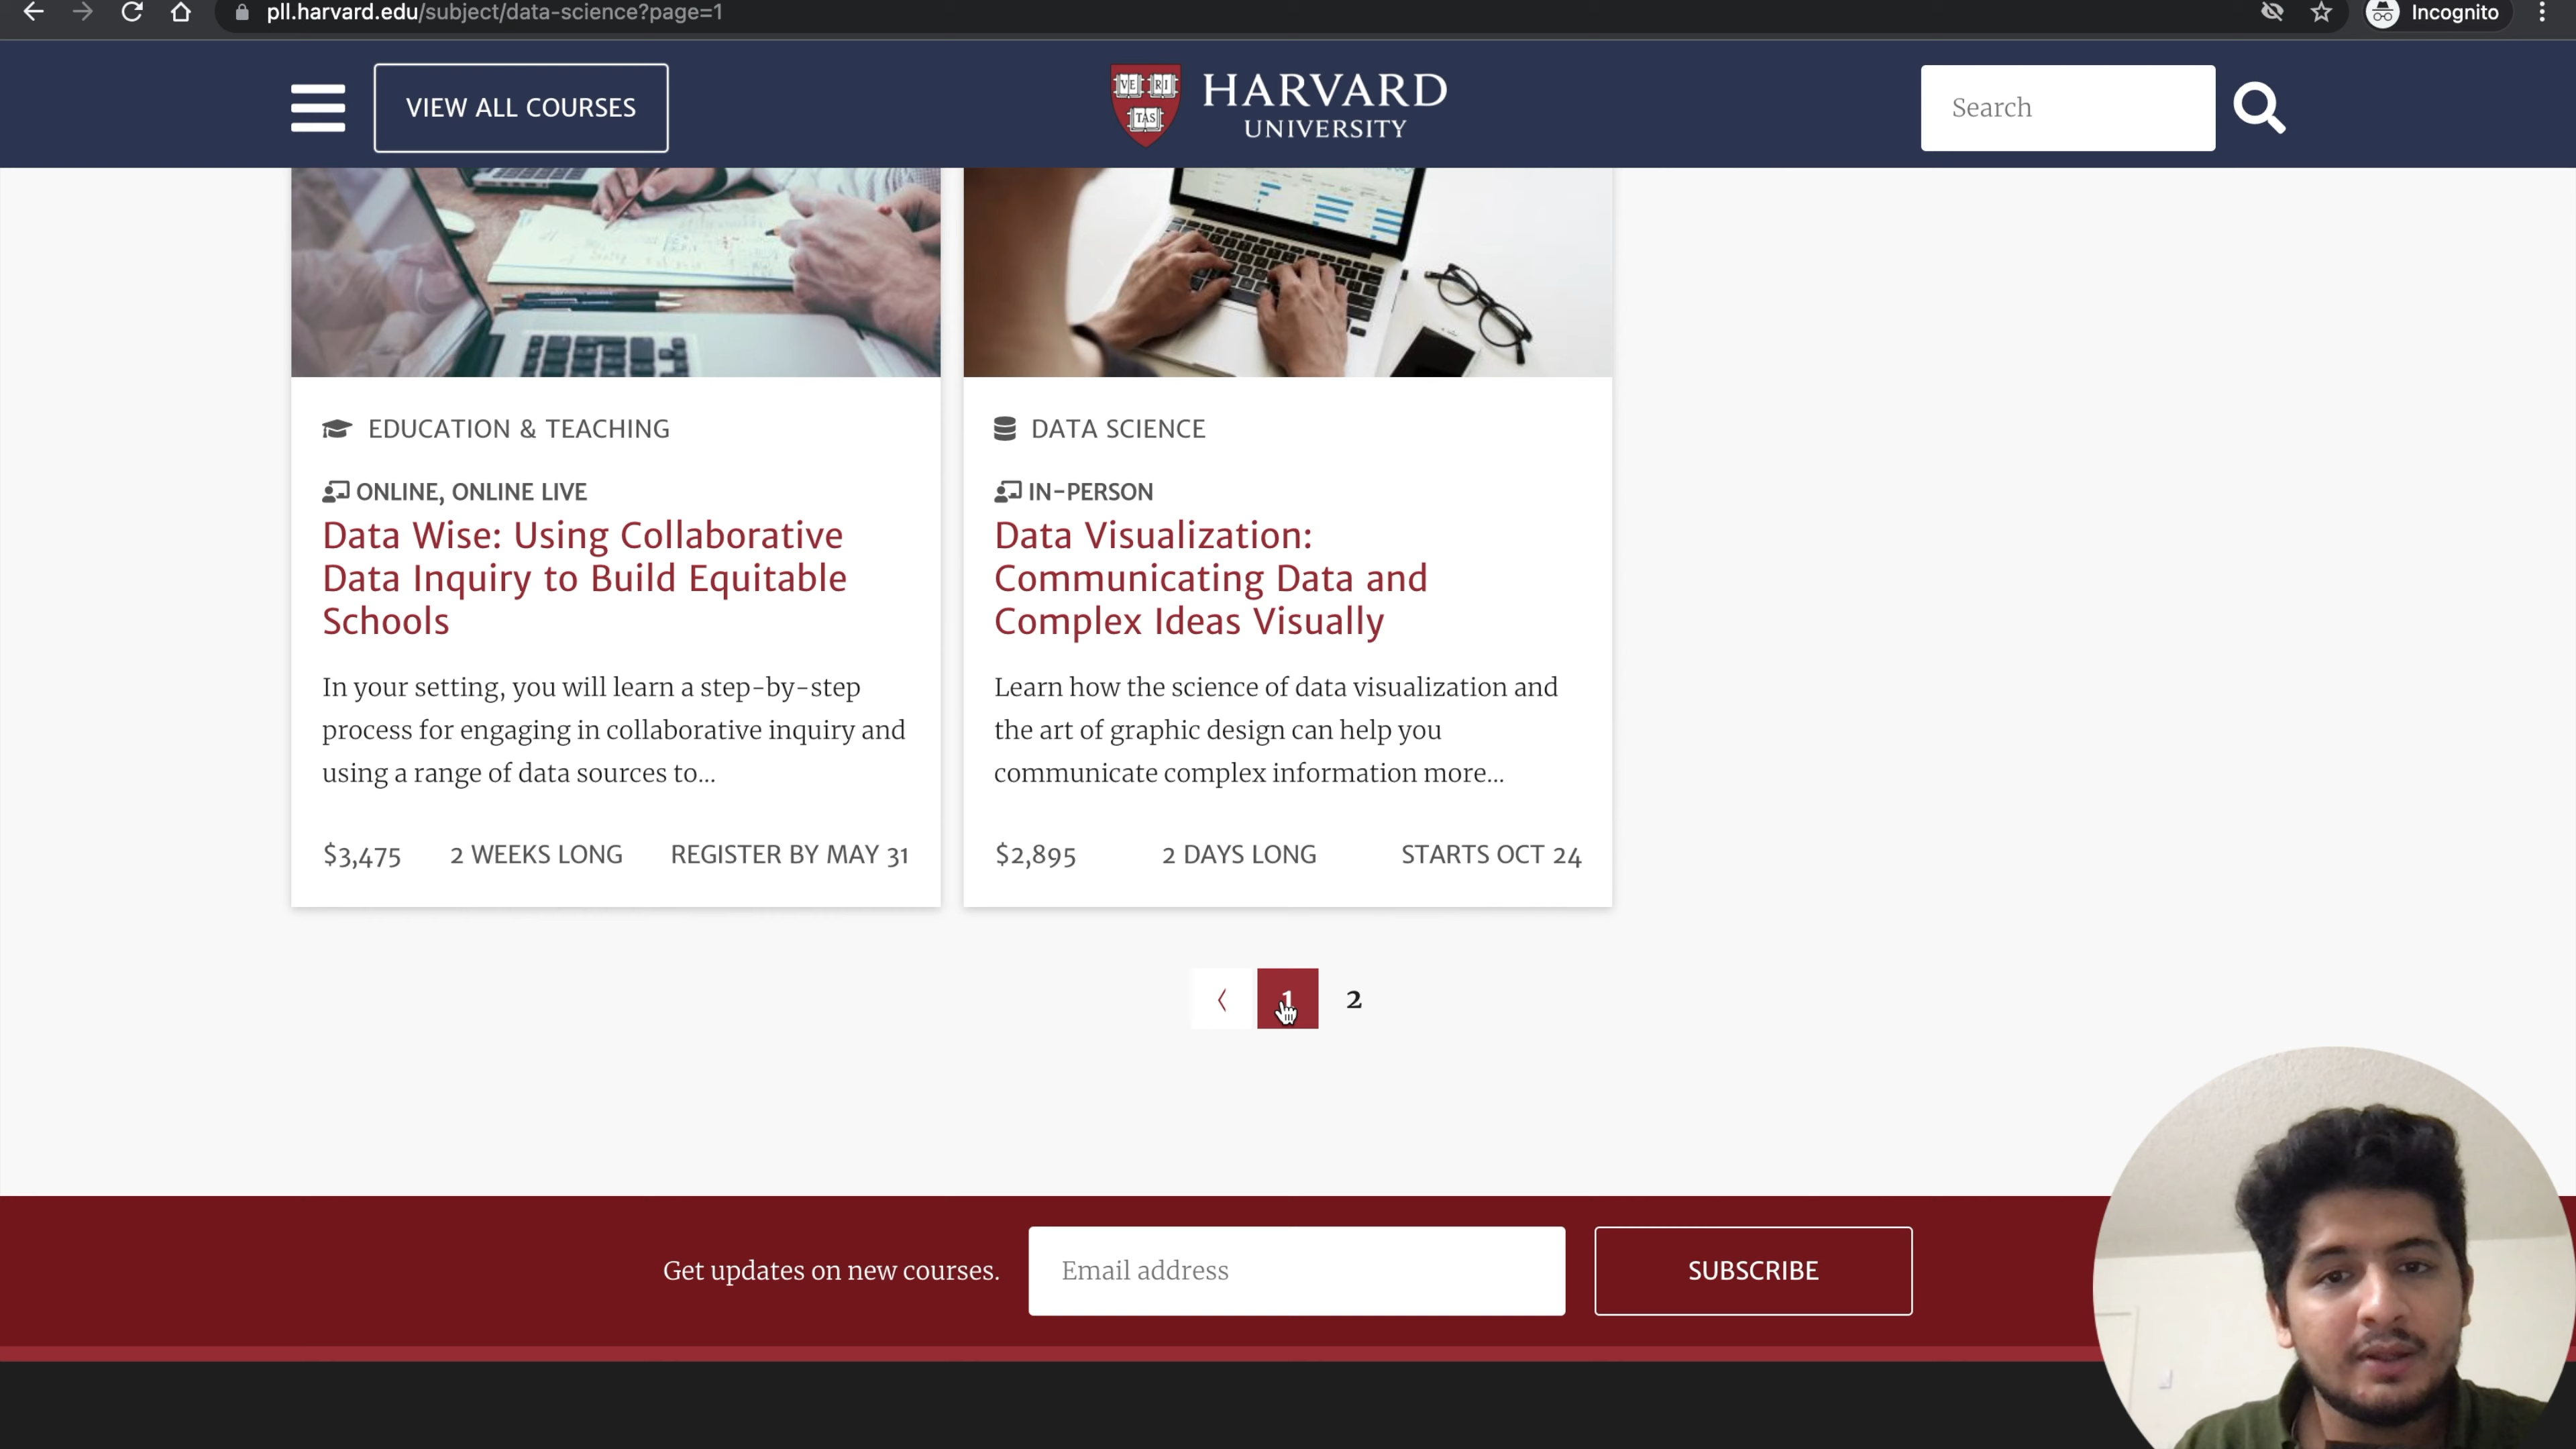 pll.harvard.edu/subject/data-science?page=1
Incognito
VIEW ALL COURSES
VE RI TAS
HARVARD
UNIVERSITY
Search
EDUCATION & TEACHING
ONLINE, ONLINE LIVE
Data Wise: Using Collaborative
Data Inquiry to Build Equitable
Schools
In your setting, you will learn a step-by-step
process for engaging in collaborative inquiry and
using a range of data sources to...
$3,475 2 WEEKS LONG REGISTER BY MAY 31
DATA SCIENCE
IN-PERSON
Data Visualization:
Communicating Data and
Complex Ideas Visually
Learn how the science of data visualization and
the art of graphic design can help you
communicate complex information more...
$2,895 2 DAYS LONG STARTS OCT 24
1 2
Get updates on new courses. Email address SUBSCRIBE